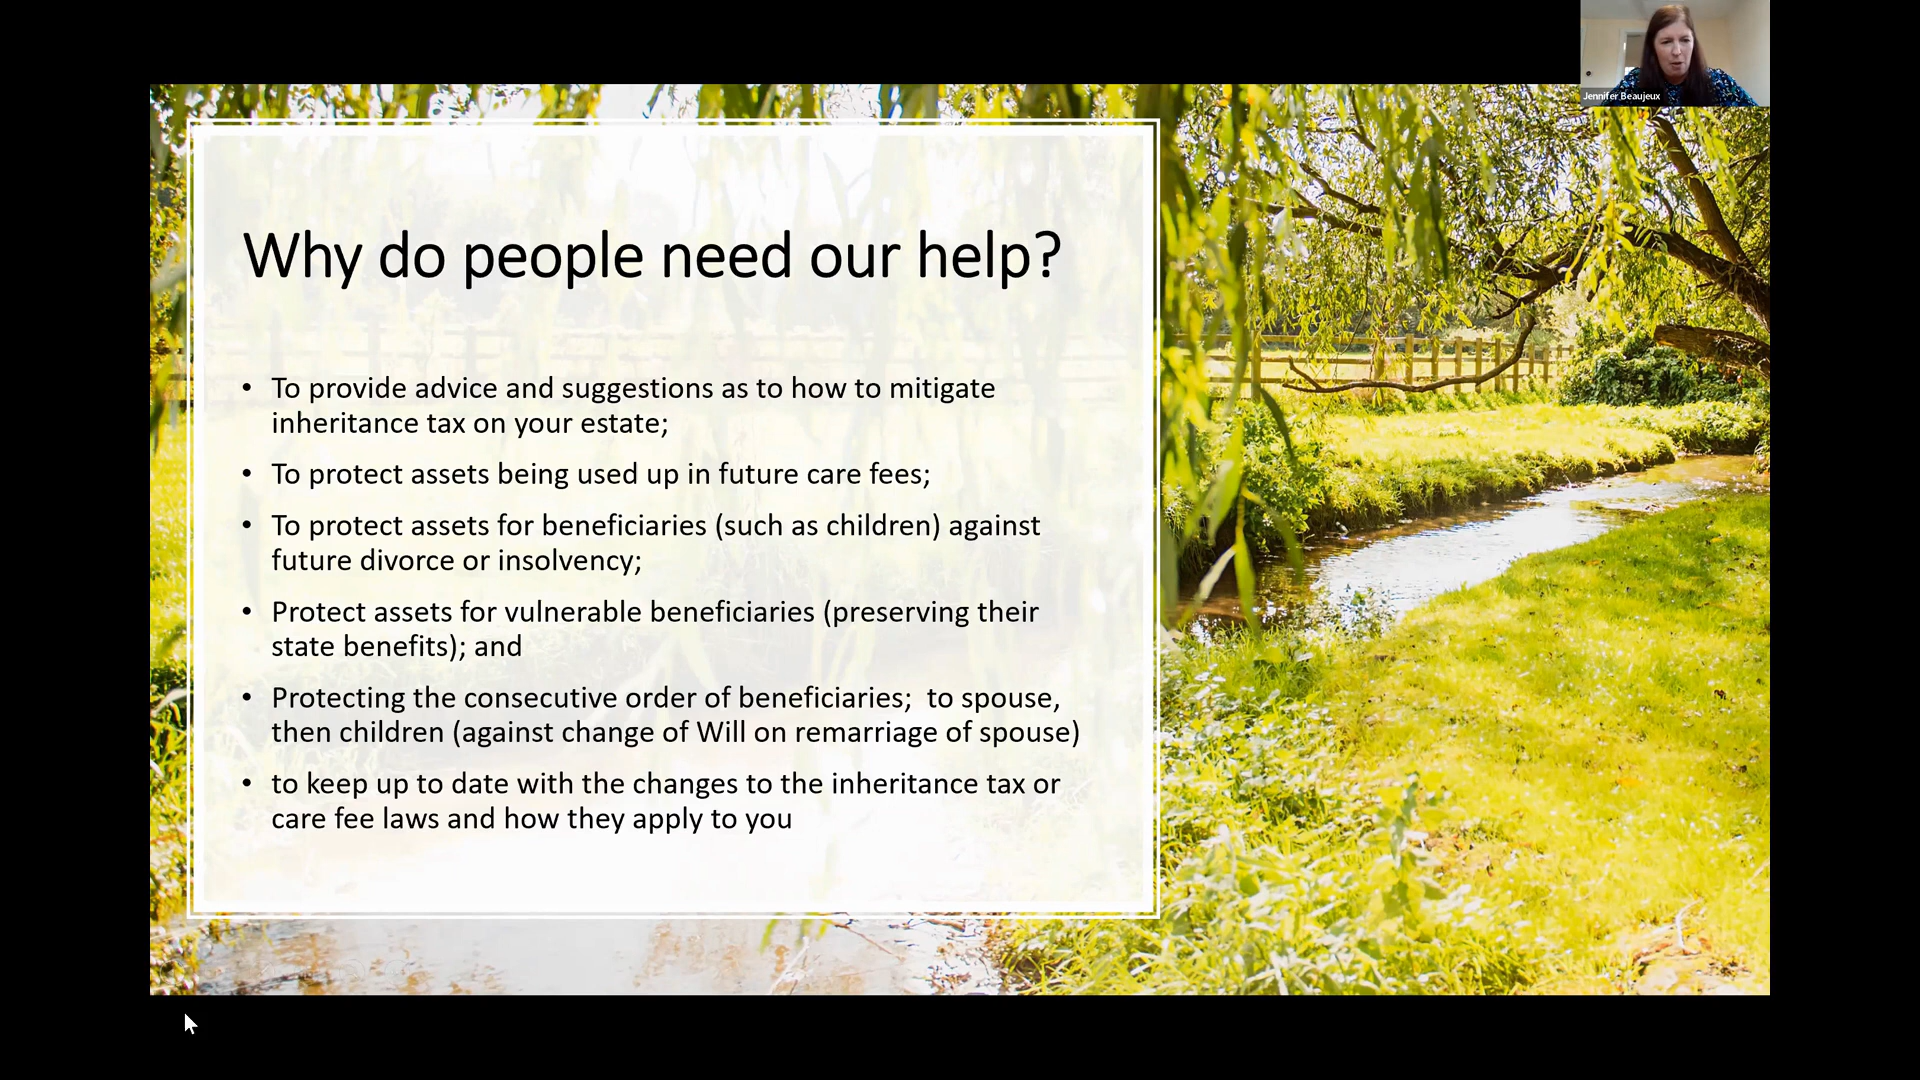 Jennifer Beaujeux
Why do people need our help?
• To provide advice and suggestions as to how to mitigate
inheritance tax on your estate;
• To protect assets being used up in future care fees;
• To protect assets for beneficiaries (such as children) against
future divorce or insolvency;
• Protect assets for vulnerable beneficiaries (preserving their
state benefits); and
• Protecting the consecutive order of beneficiaries;  to spouse,
then children (against change of Will on remarriage of spouse)
• to keep up to date with the changes to the inheritance tax or
care fee laws and how they apply to you